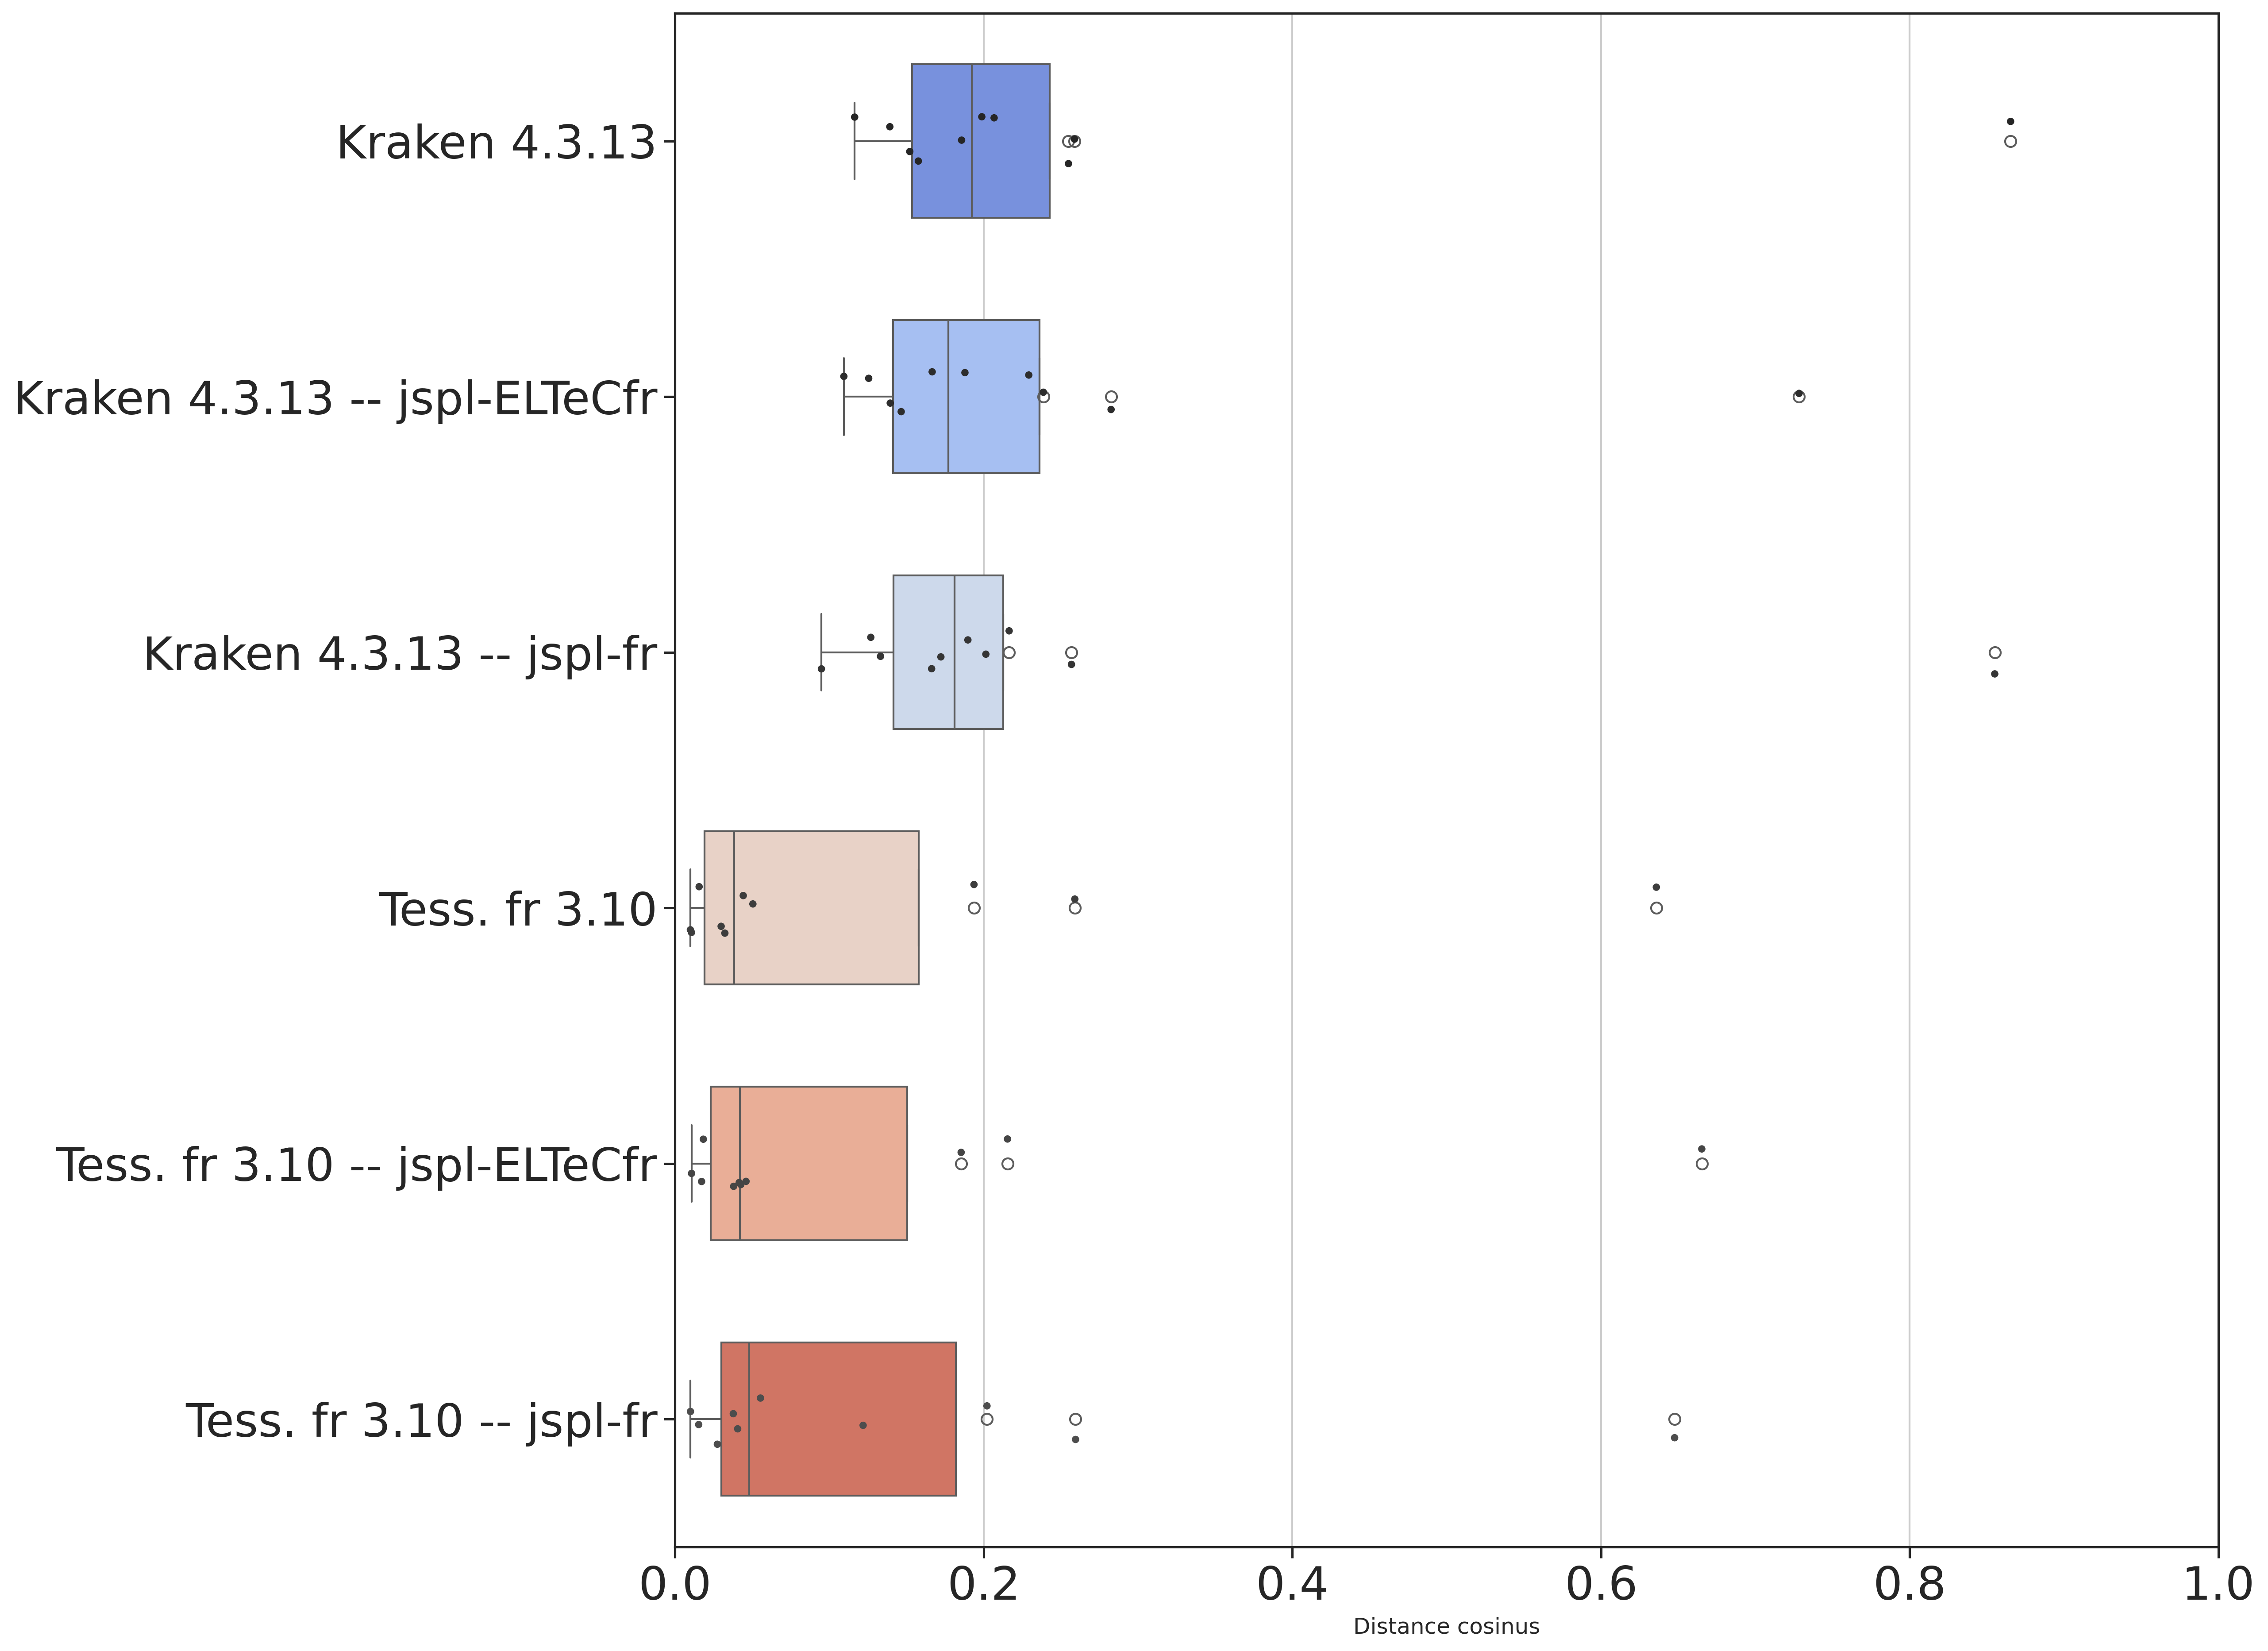 Kraken 4.3.13
Kraken 4.3.13 -- jspl-ELTeCfr
Kraken 4.3.13 -- jspl-fr
Tess. fr 3.10
Tess. fr 3.10 -- jspl-ELTeCfr
Tess. fr 3.10 -- jspl-fr
0.0 0.2 0.4 0.6 0.8 1.0
Distance cosinus